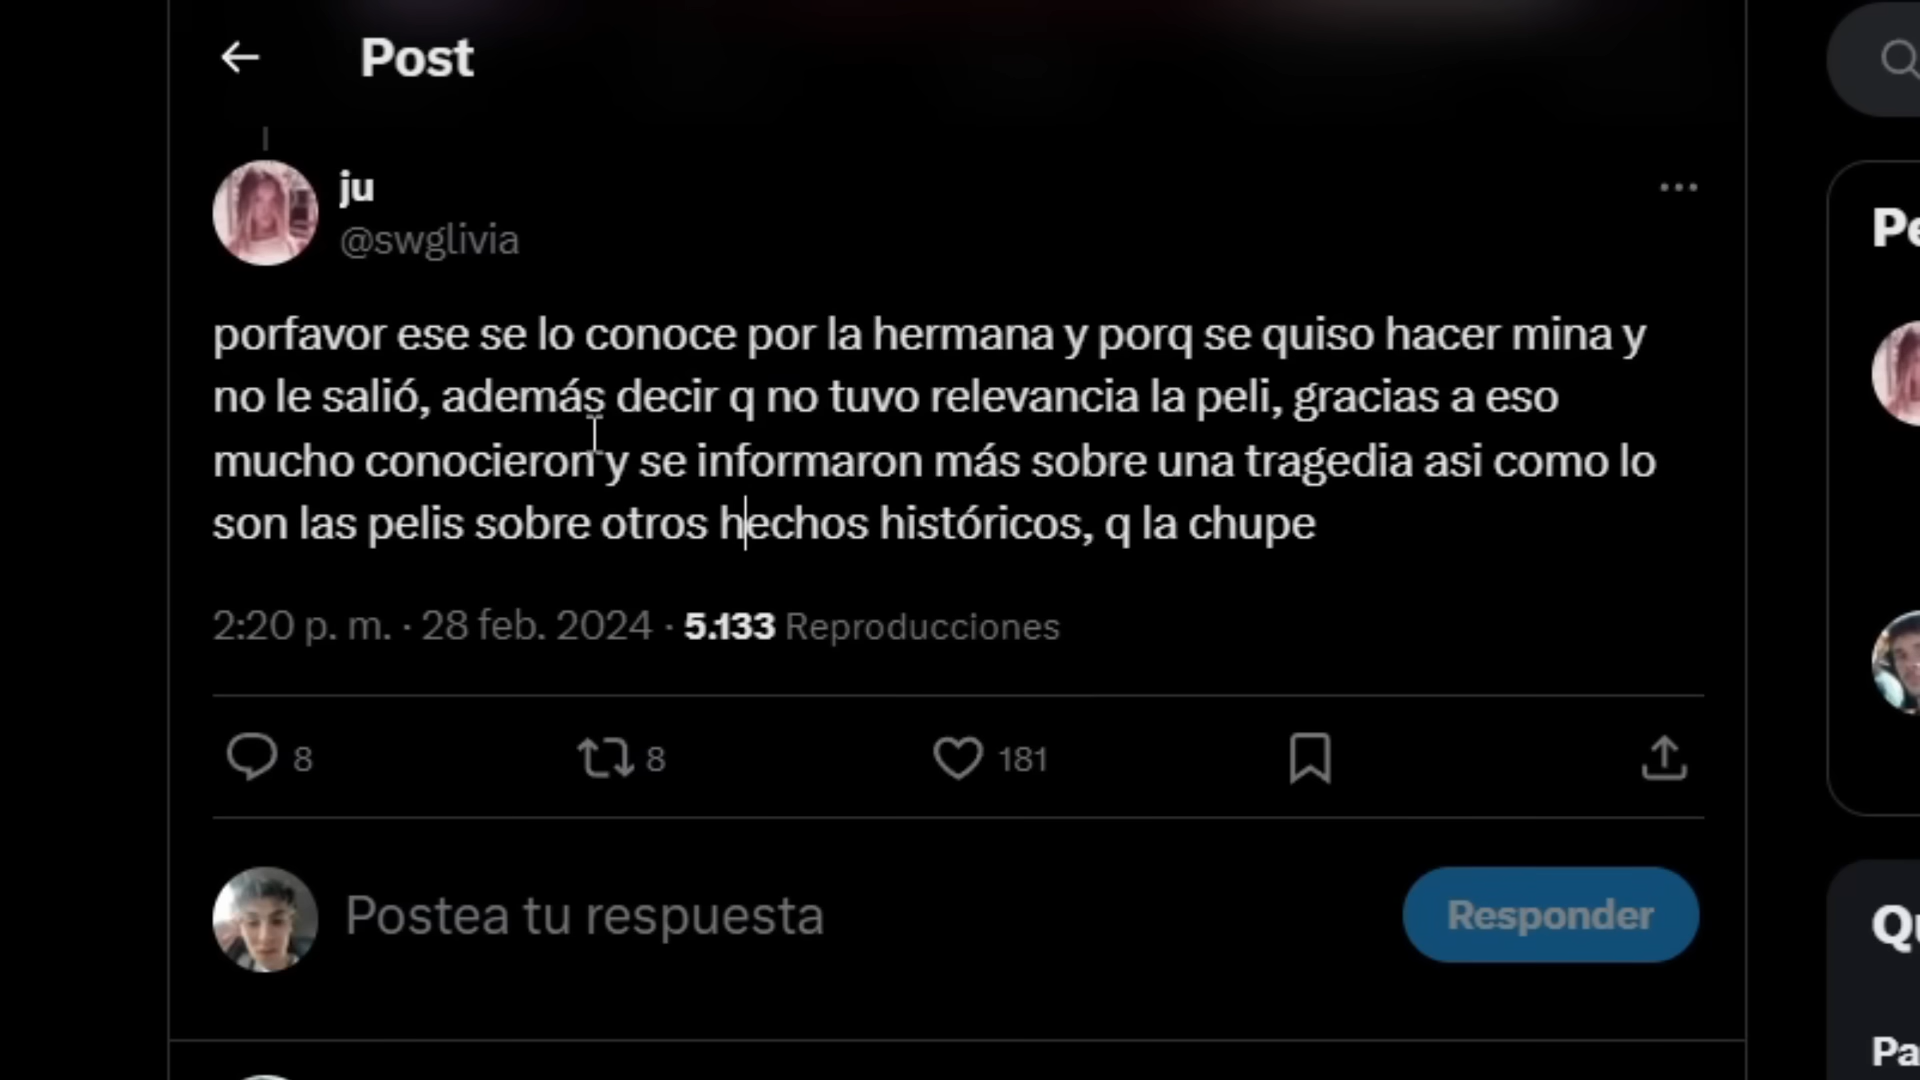 Post
ju
@swglivia
porfavor ese se lo conoce por la hermana y porq se quiso hacer mina y
no le salió, además decir q no tuvo relevancia la peli, gracias a eso
mucho conocieron y se informaron más sobre una tragedia asi como lo
son las pelis sobre otros hechos históricos, q la chupe
2:20 p. m. · 28 feb. 2024 · 5.133 Reproducciones
8
8
181
Postea tu respuesta
Responder